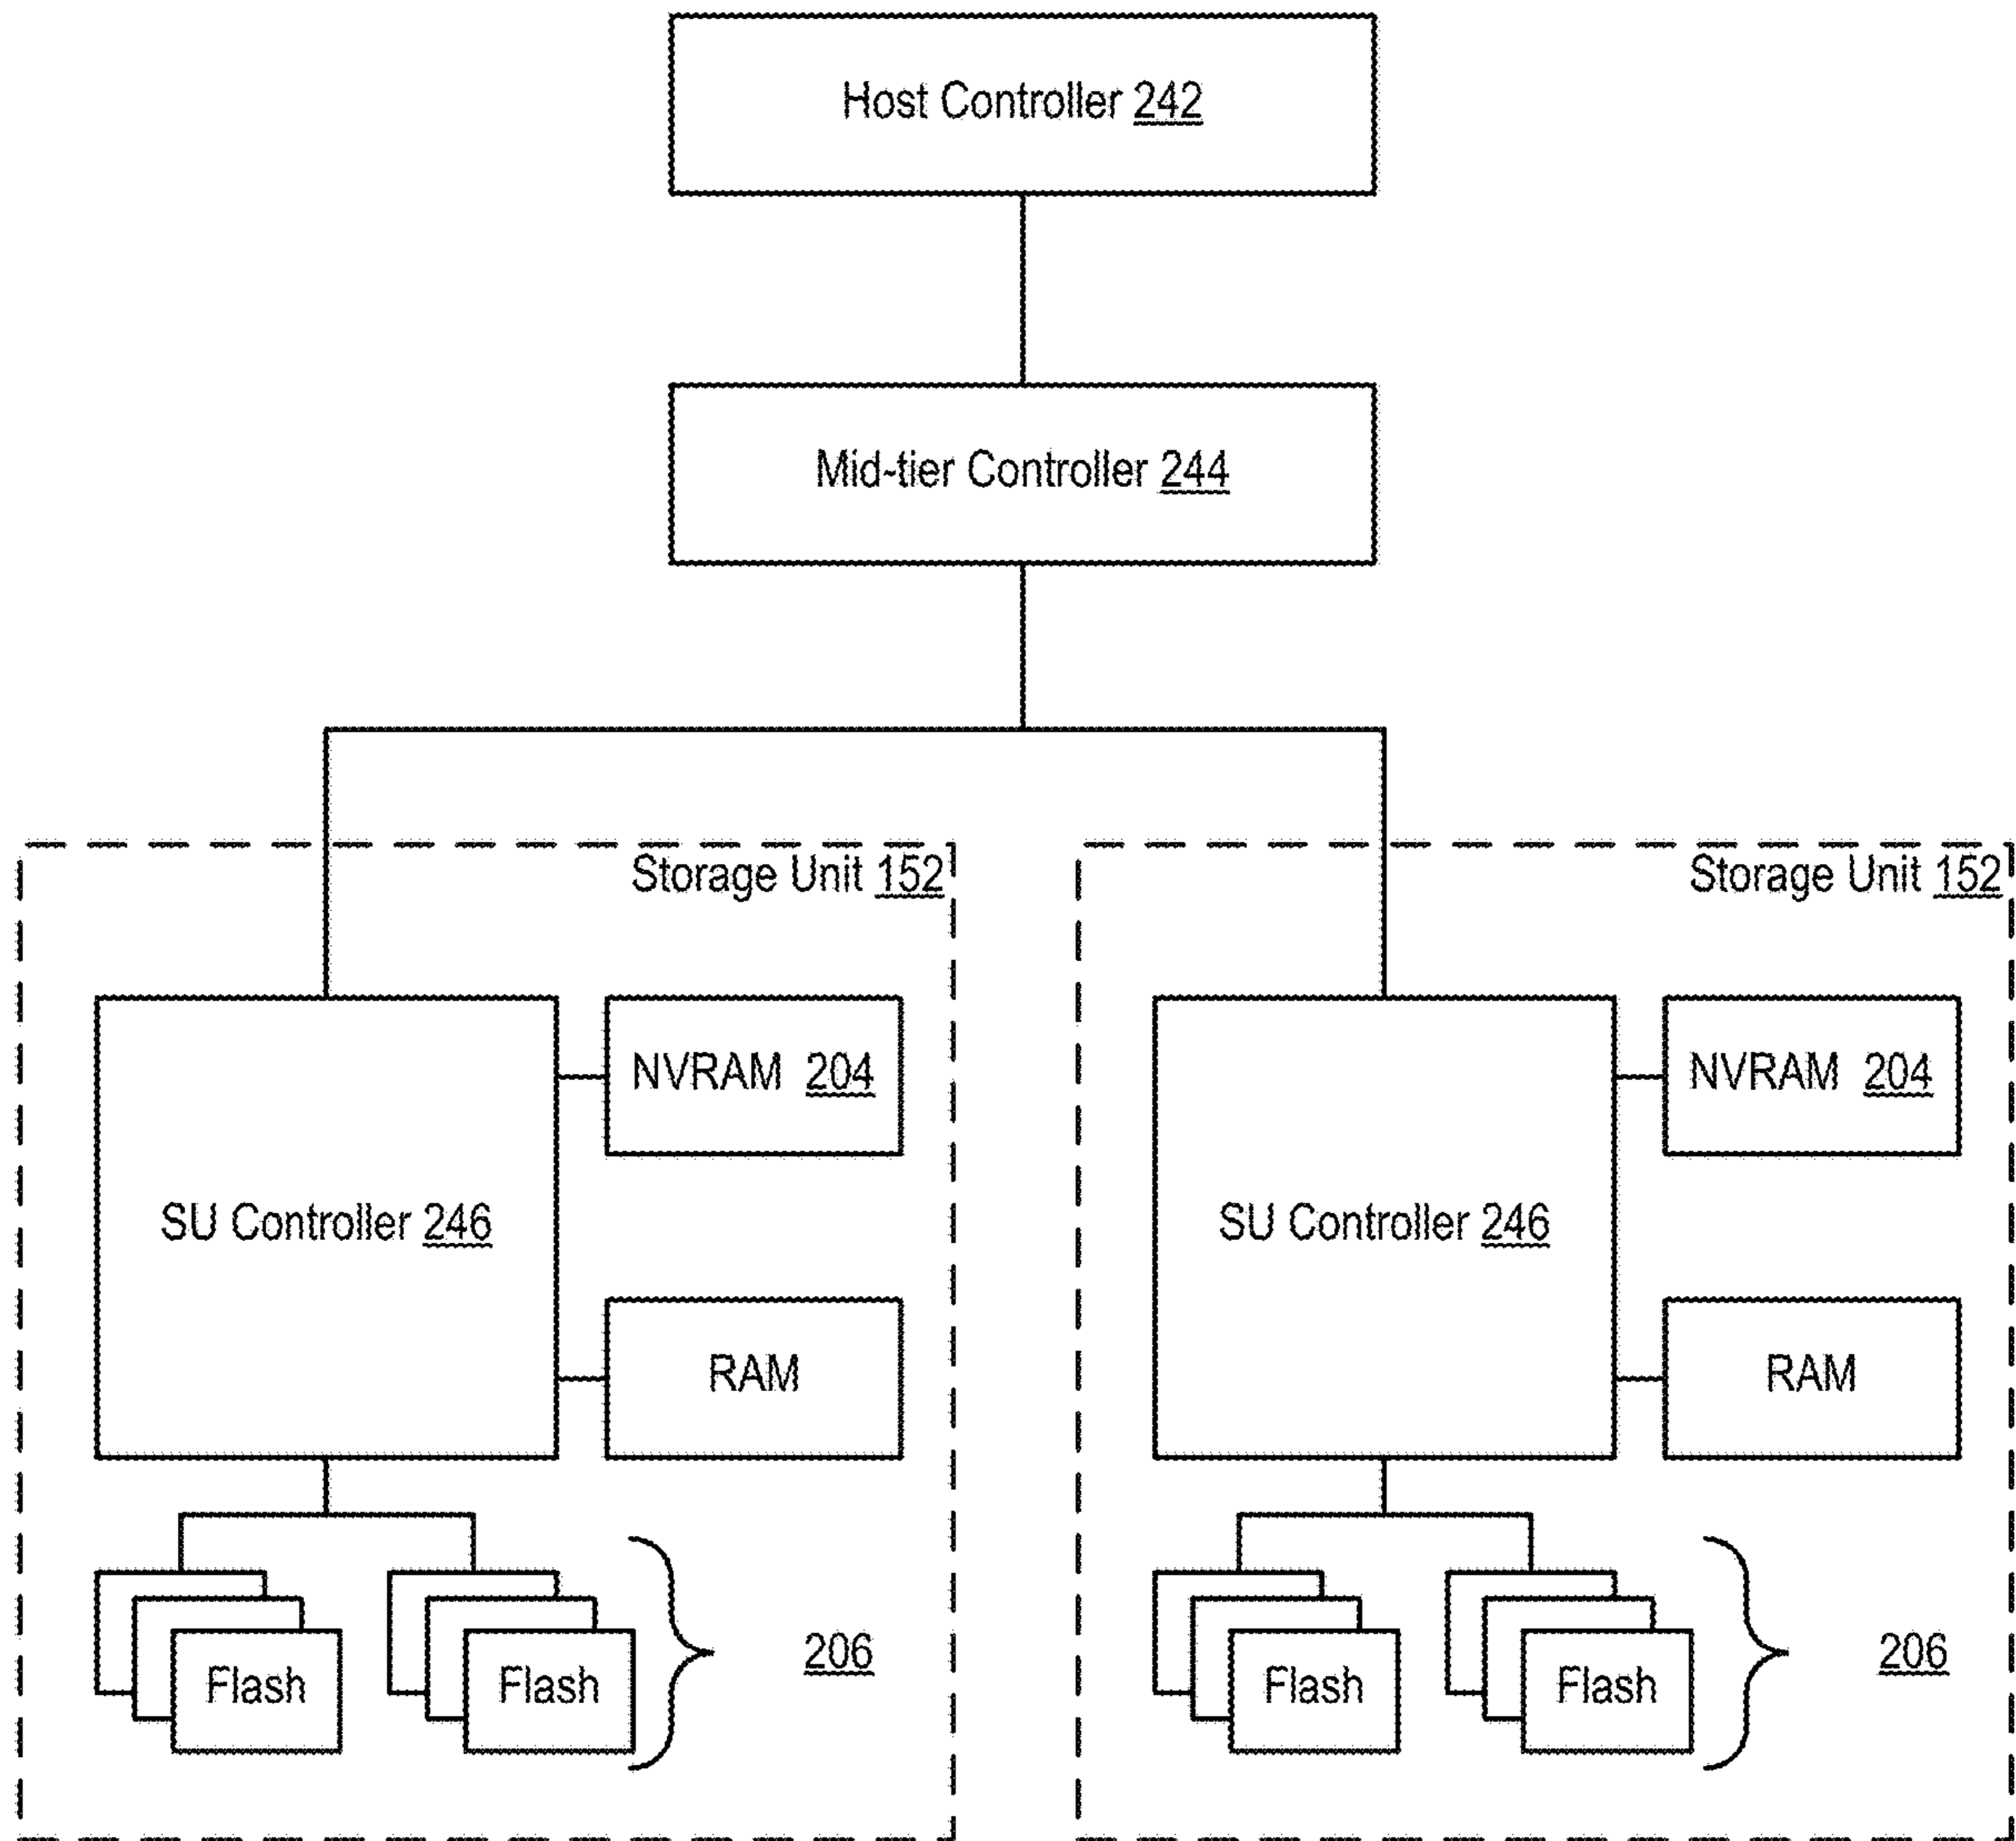 Host Controller 242
Mid-tier Controller 244
Storage Unit 152
SU Controller 246
NVRAM 204
RAM
Flash
Flash
206
Storage Unit 152
SU Controller 246
NVRAM 204
RAM
Flash
Flash
206